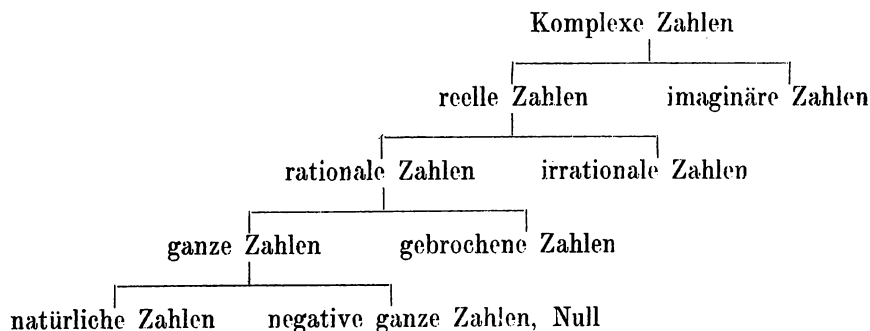 Komplexe Zahlen
reelle Zahlen imaginäre Zahlen
rationale Zahlen irrationale Zahlen
ganze Zahlen gebrochene Zahlen
natürliche Zahlen negative ganze Zahlen, Null